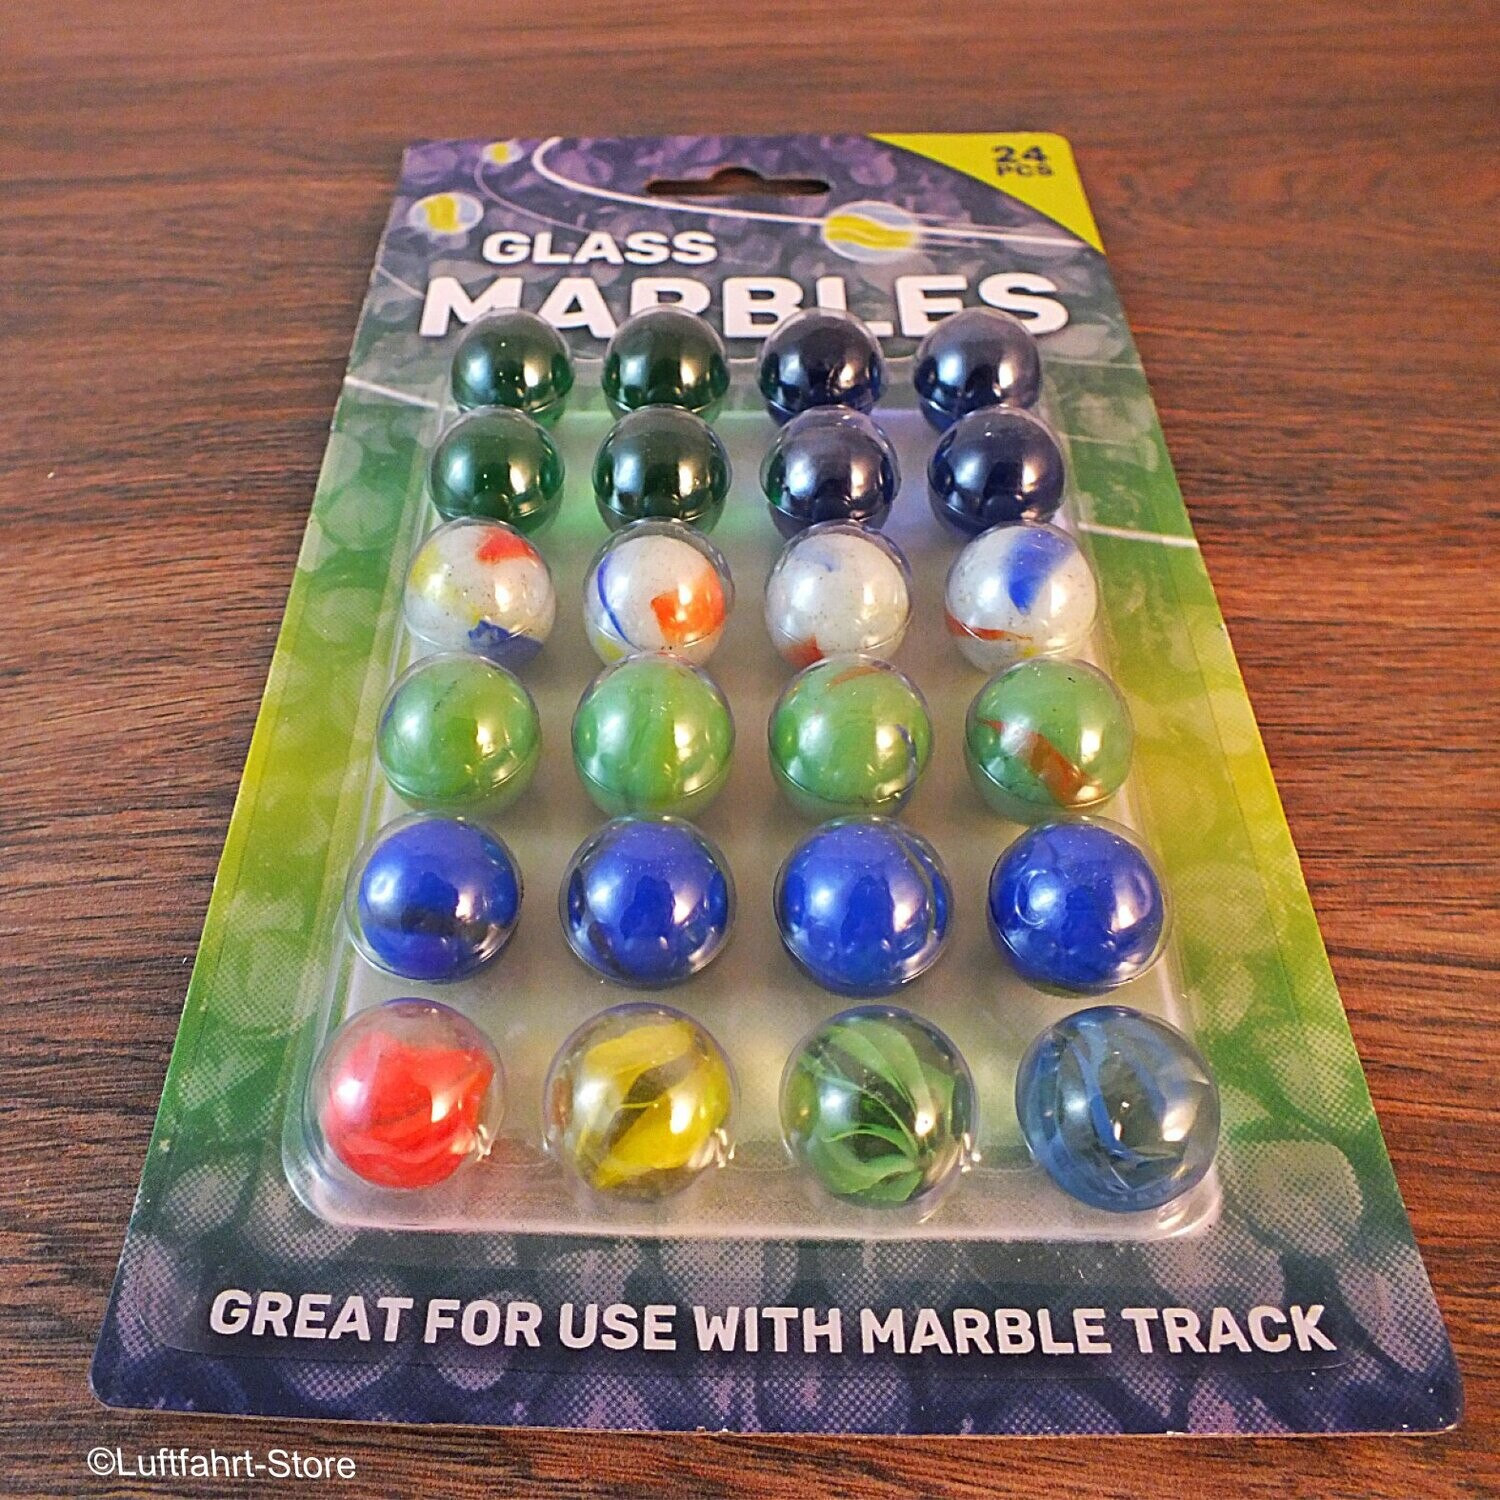 24
PCS
GLASS
MARBLES
GREAT FOR USE WITH MARBLE TRACK
©Luftfahrt-Store